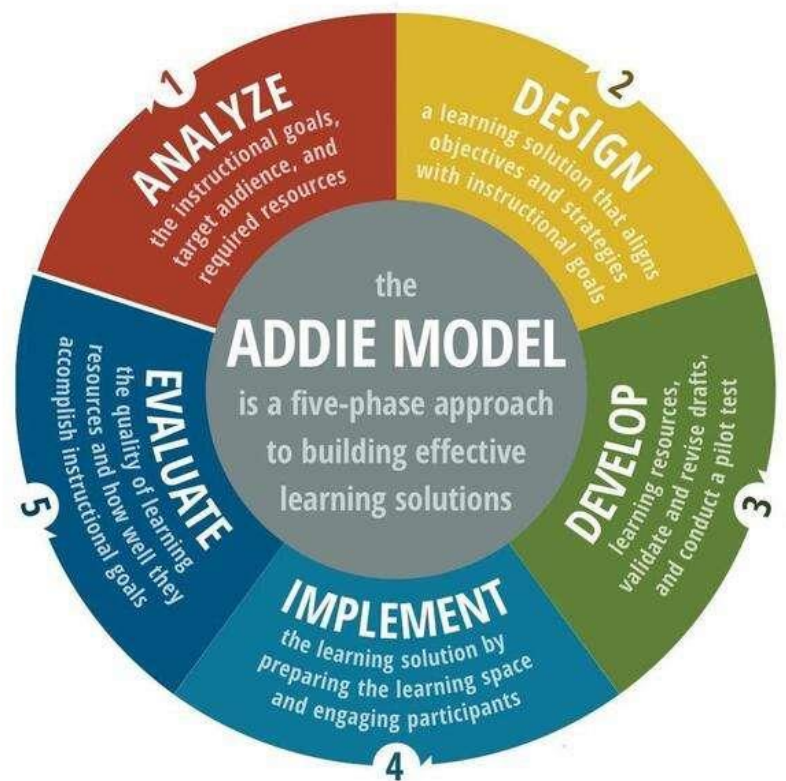 the
ADDIE MODEL
is a five-phase approach
to building effective
learning solutions
1
ANALYZE
the instructional goals,
target audience, and
required resources
2
DESIGN
a learning solution that aligns
objectives and strategies
with instructional goals
3
DEVELOP
learning resources,
validate and revise drafts,
and conduct a pilot test
4
IMPLEMENT
the learning solution by
preparing the learning space
and engaging participants
5
EVALUATE
the quality of learning
resources and how well they
accomplish instructional goals